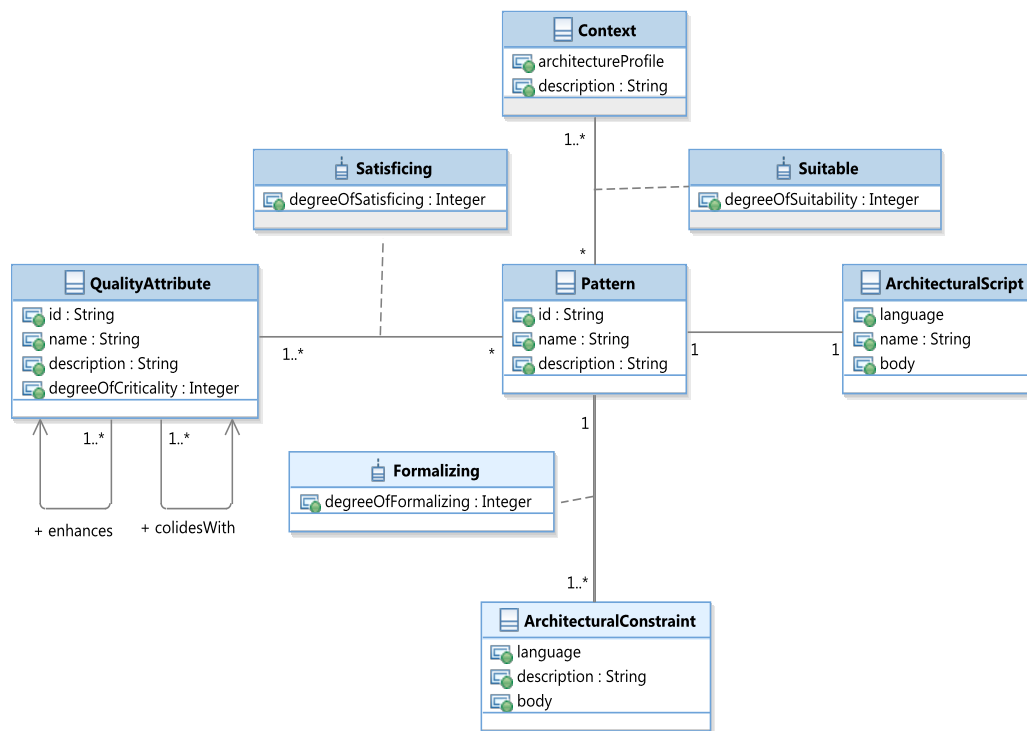 Context
architectureProfile
description : String
1..*
Satisficing
degreeOfSatisficing : Integer
Suitable
degreeOfSuitability : Integer
*
QualityAttribute
id : String
name : String
description : String
degreeOfCriticality : Integer
1..*
*
Pattern
id : String
name : String
description : String
1
1
ArchitecturalScript
language
name : String
body
1..*
1..*
+ enhances
+ colidesWith
1
Formalizing
degreeOfFormalizing : Integer
1..*
ArchitecturalConstraint
language
description : String
body